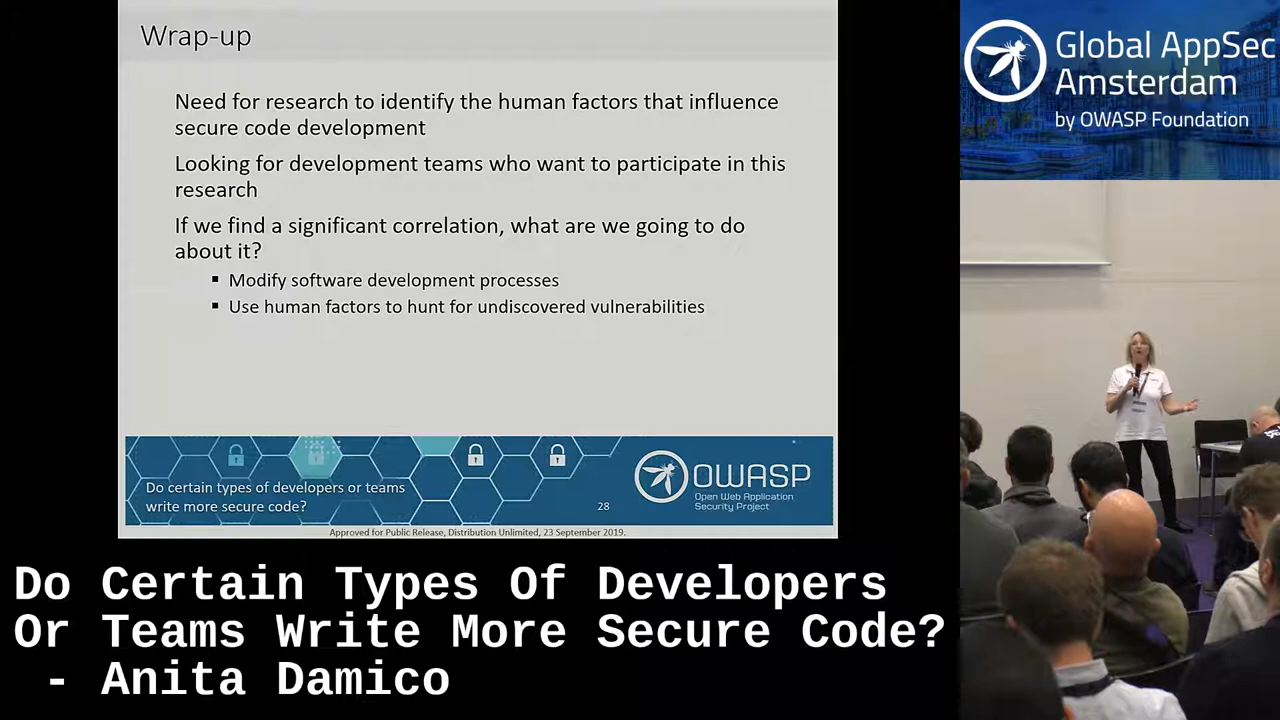 Wrap-up
Need for research to identify the human factors that influence
secure code development
Looking for development teams who want to participate in this
research
If we find a significant correlation, what are we going to do
about it?
▪ Modify software development processes
▪ Use human factors to hunt for undiscovered vulnerabilities
Do certain types of developers or teams
write more secure code?
28
OWASP
Open Web Application
Security Project
Approved for Public Release, Distribution Unlimited, 23 September 2019.
Global AppSec
Amsterdam
by OWASP Foundation
Do Certain Types Of Developers
Or Teams Write More Secure Code?
- Anita Damico